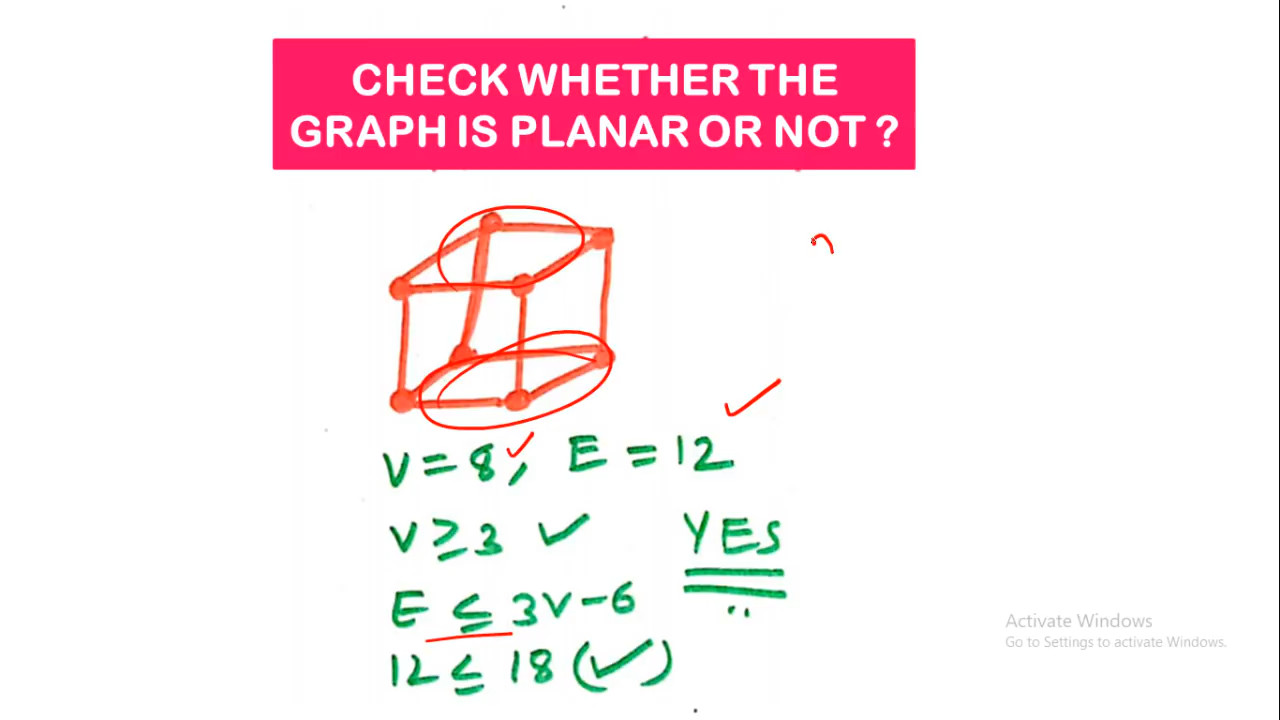 CHECK WHETHER THE
GRAPH IS PLANAR OR NOT ?
V = 8, E = 12
V ≥ 3 ✓
YES
E ≤ 3V - 6
12 ≤ 18 (✓)
Activate Windows
Go to Settings to activate Windows.